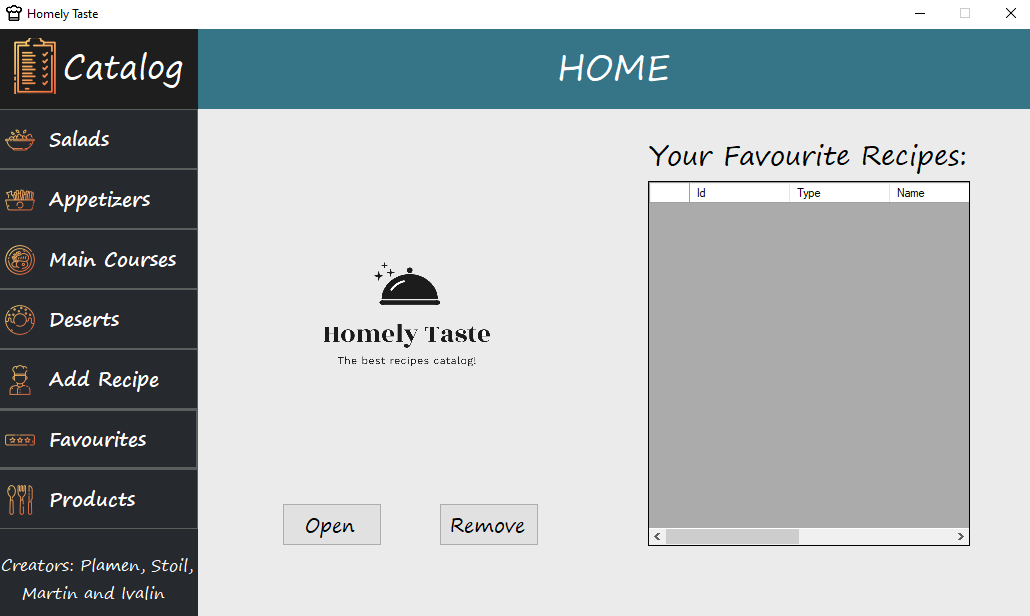 Homely Taste
Catalog
HOME
Salads
Appetizers
Main Courses
Deserts
Add Recipe
Favourites
Products
Creators: Plamen, Stoil,
Martin and Ivalin
Homely Taste
The best recipes catalog!
Open
Remove
Your Favourite Recipes:
Id Type Name